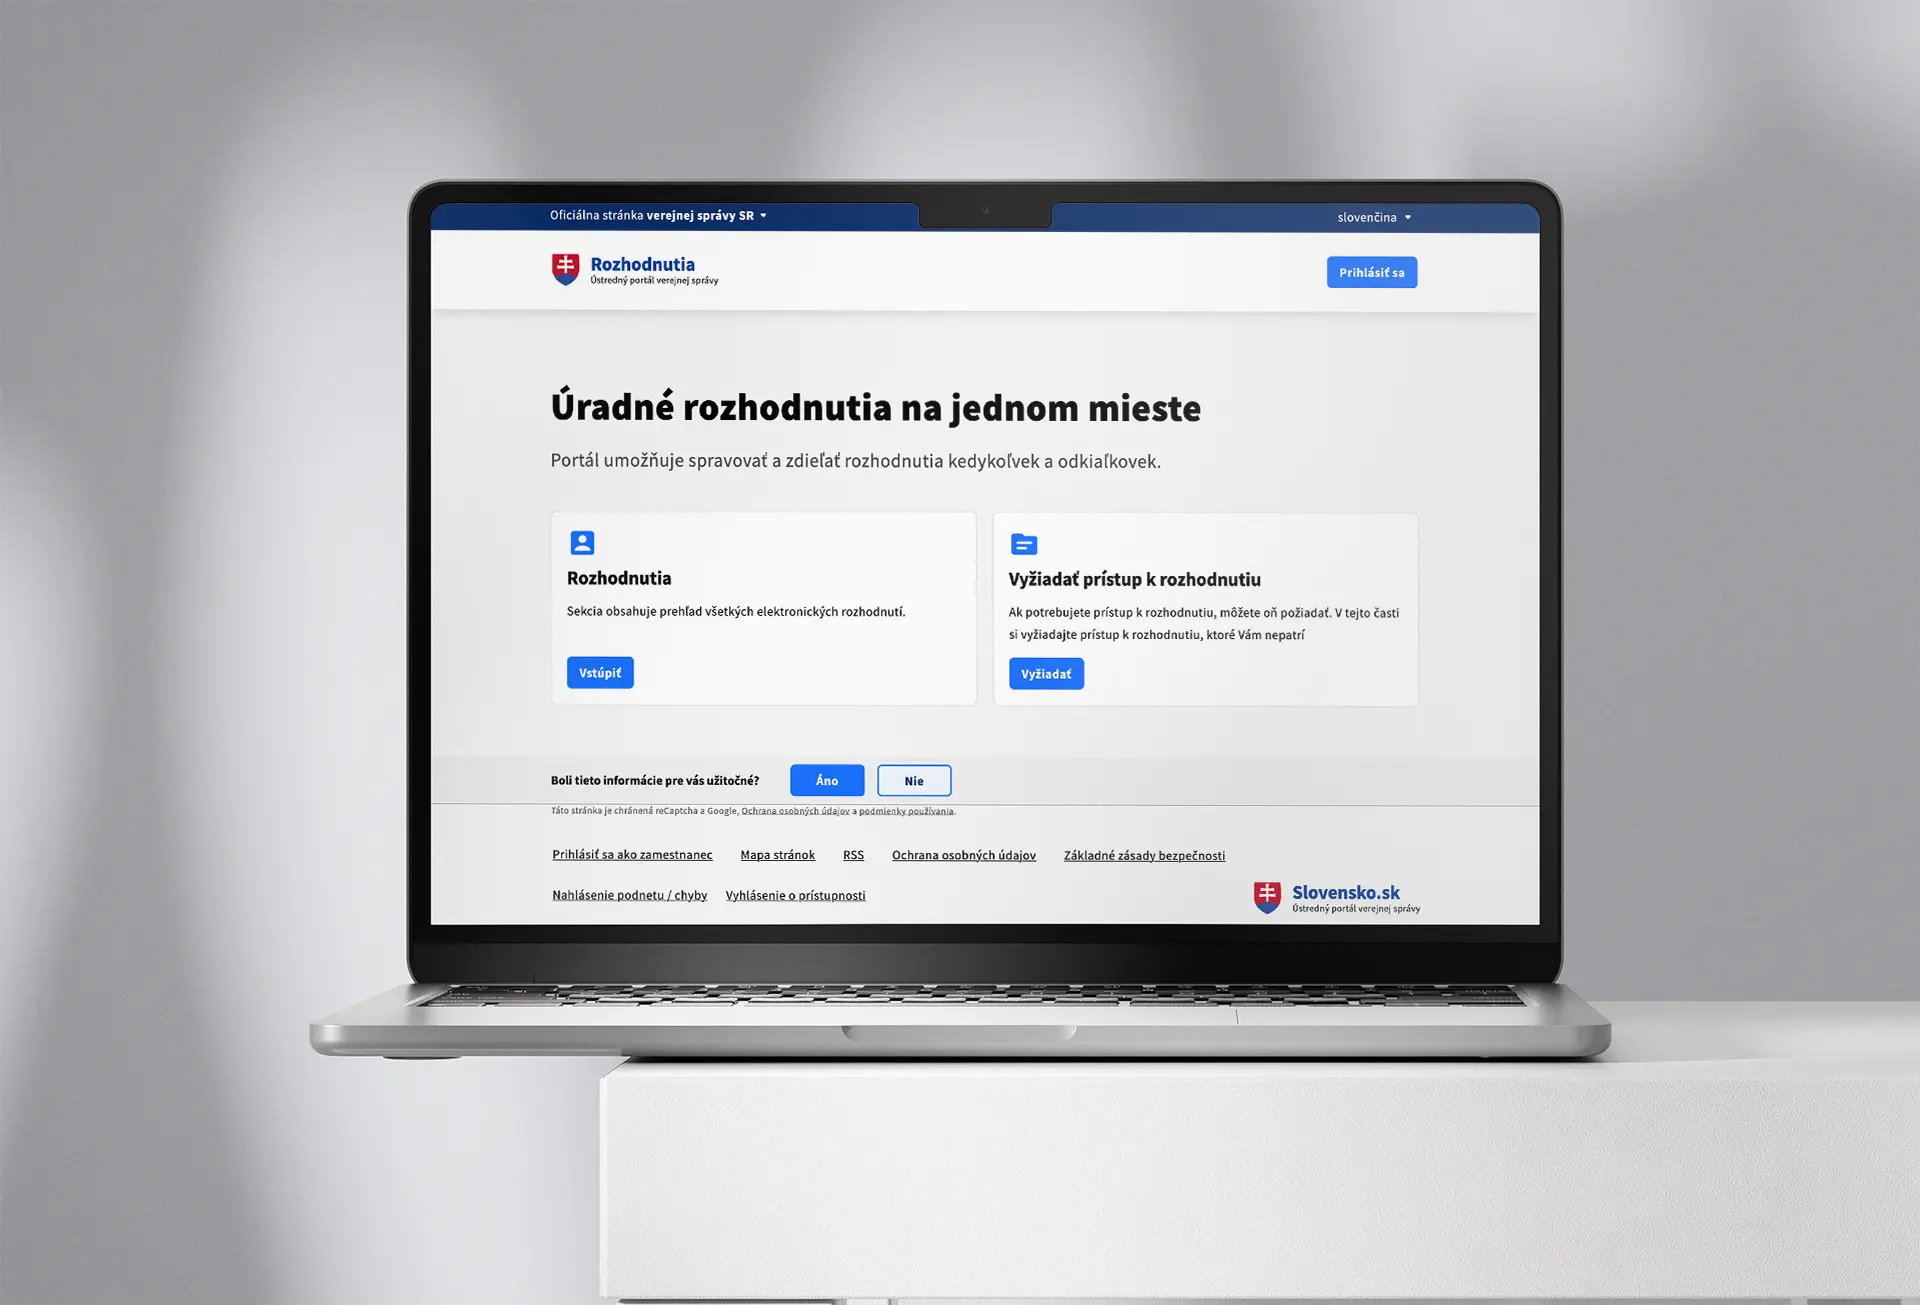 Oficiálna stránka verejnej správy SR
slovenčina
Rozhodnutia
Ústredný portál verejnej správy
Prihlásiť sa
Úradné rozhodnutia na jednom mieste
Portál umožňuje spravovať a zdieľať rozhodnutia kedykoľvek a odkiaľkovek.
Rozhodnutia
Sekcia obsahuje prehľad všetkých elektronických rozhodnutí.
Vstúpiť
Vyžiadať prístup k rozhodnutiu
Ak potrebujete prístup k rozhodnutiu, môžete oň požiadať. V tejto časti
si vyžiadajte prístup k rozhodnutiu, ktoré Vám nepatrí
Vyžiadať
Boli tieto informácie pre vás užitočné?
Áno
Nie
Táto stránka je chránená reCaptcha a Google, Ochrana osobných údajov a podmienky používania.
Prihlásiť sa ako zamestnanec Mapa stránok RSS Ochrana osobných údajov Základné zásady bezpečnosti
Nahlásenie podnetu / chyby Vyhlásenie o prístupnosti
Slovensko.sk
Ústredný portál verejnej správy